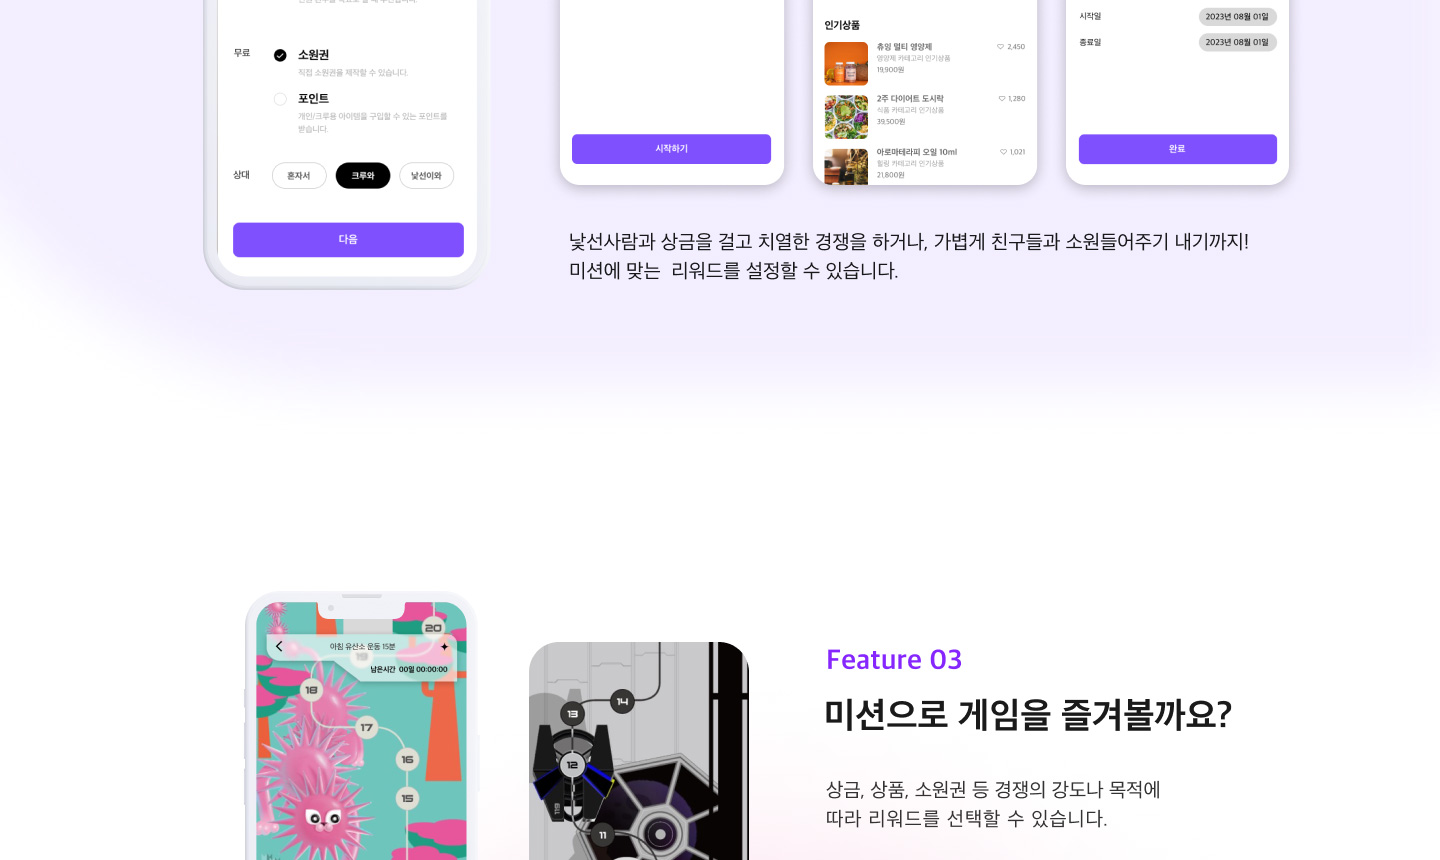 무료
소원권
직접 소원권을 제작할 수 있습니다.
포인트
개인/크루용 아이템을 구입할 수 있는 포인트를
받습니다.
상대
혼자서
크루와
낯선이와
다음
시작하기
인기상품
츄잉 멀티 영양제
2,450
영양제 카테고리 인기상품
19,900원
2주 다이어트 도시락
1,280
식품 카테고리 인기상품
39,500원
아로마테라피 오일 10ml
1,021
힐링 카테고리 인기상품
21,800원
시작일
2023년 08월 01일
종료일
2023년 08월 01일
완료
낯선사람과 상금을 걸고 치열한 경쟁을 하거나, 가볍게 친구들과 소원들어주기 내기까지!
미션에 맞는 리워드를 설정할 수 있습니다.
20
아침 유산소 운동 15분
19
남은시간 00일 00:00:00
18
17
16
15
14
13
12
11
Feature 03
미션으로 게임을 즐겨볼까요?
상금, 상품, 소원권 등 경쟁의 강도나 목적에
따라 리워드를 선택할 수 있습니다.